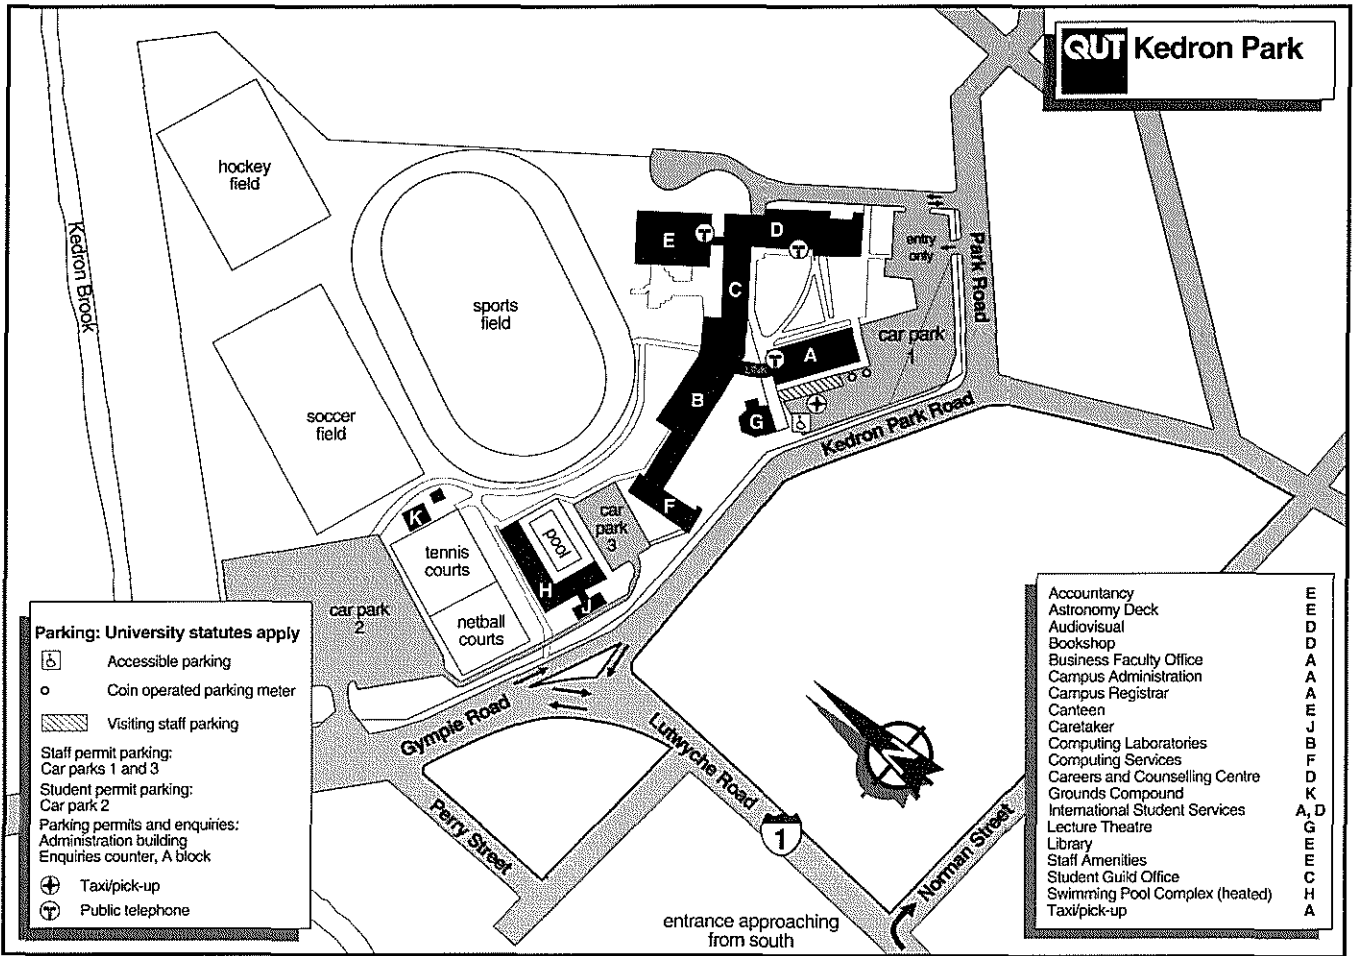 QUT Kedron Park
hockey
field
Kedron Brook
sports
field
soccer
field
E
D
C
entry
only
Park Road
car park
1
A
LINK
B
G
Kedron Park Road
F
K
car
park
3
pool
tennis
courts
H
J
netball
courts
car park
2
Gympie Road
Lutwyche Road
Perry Street
1
Norman Street
N
entrance approaching
from south
Parking: University statutes apply
Accessible parking
Coin operated parking meter
Visiting staff parking
Staff permit parking:
Car parks 1 and 3
Student permit parking:
Car park 2
Parking permits and enquiries:
Administration building
Enquiries counter, A block
Taxi/pick-up
T Public telephone
Accountancy E
Astronomy Deck E
Audiovisual D
Bookshop D
Business Faculty Office A
Campus Administration A
Campus Registrar A
Canteen E
Caretaker J
Computing Laboratories B
Computing Services F
Careers and Counselling Centre D
Grounds Compound K
International Student Services A, D
Lecture Theatre G
Library E
Staff Amenities E
Student Guild Office C
Swimming Pool Complex (heated) H
Taxi/pick-up A